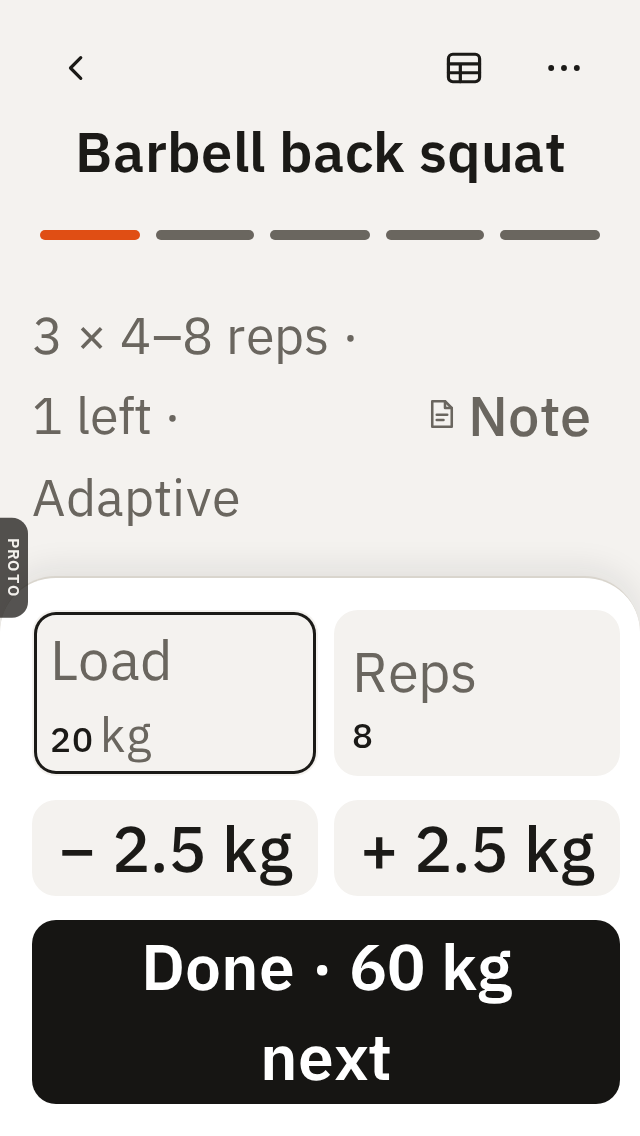 Barbell back squat
3 × 4–8 reps ·
1 left ·
Adaptive
Note
PROTO
Load
20 kg
Reps
8
− 2.5 kg
+ 2.5 kg
Done · 60 kg
next